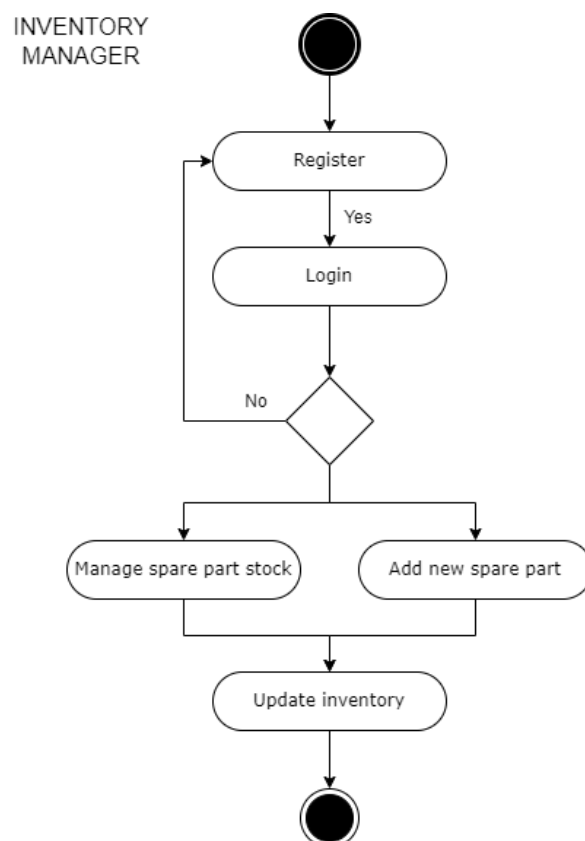 INVENTORY
MANAGER
Register
Yes
Login
No
Manage spare part stock
Add new spare part
Update inventory